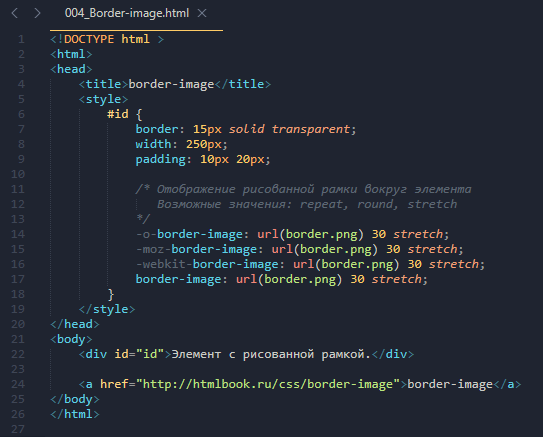 004_Border-image.html
1 <!DOCTYPE html >
2 <html>
3 <head>
4 <title>border-image</title>
5 <style>
6 #id {
7 border: 15px solid transparent;
8 width: 250px;
9 padding: 10px 20px;
10
11 /* Отображение рисованной рамки вокруг элемента
12 Возможные значения: repeat, round, stretch
13 */
14 -o-border-image: url(border.png) 30 stretch;
15 -moz-border-image: url(border.png) 30 stretch;
16 -webkit-border-image: url(border.png) 30 stretch;
17 border-image: url(border.png) 30 stretch;
18 }
19 </style>
20 </head>
21 <body>
22 <div id="id">Элемент с рисованной рамкой.</div>
23
24 <a href="http://htmlbook.ru/css/border-image">border-image</a>
25 </body>
26 </html>
27